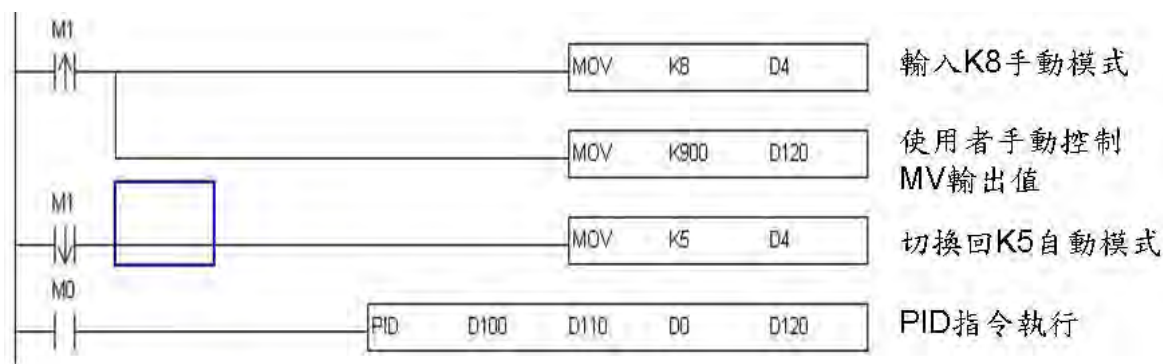 M1
MOV K8 D4 輸入K8手動模式
MOV K900 D120 使用者手動控制
MV輸出值
M1
MOV K5 D4 切換回K5自動模式
M0
PID D100 D110 D0 D120 PID指令執行